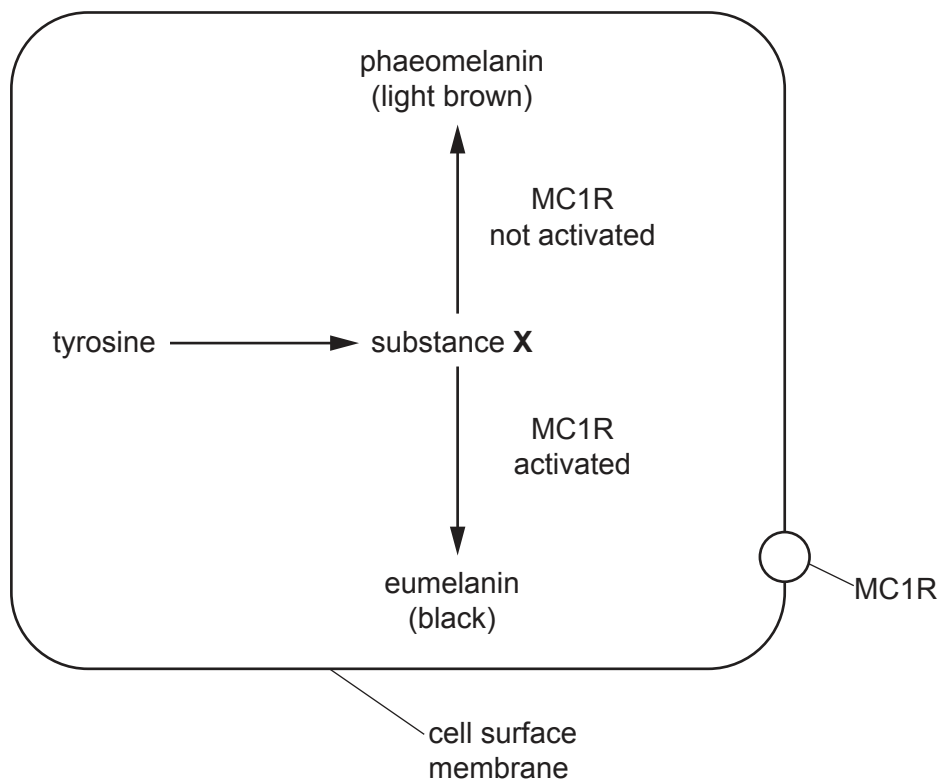 phaeomelanin
(light brown)
MC1R
not activated
tyrosine
substance X
MC1R
activated
eumelanin
(black)
MC1R
cell surface
membrane